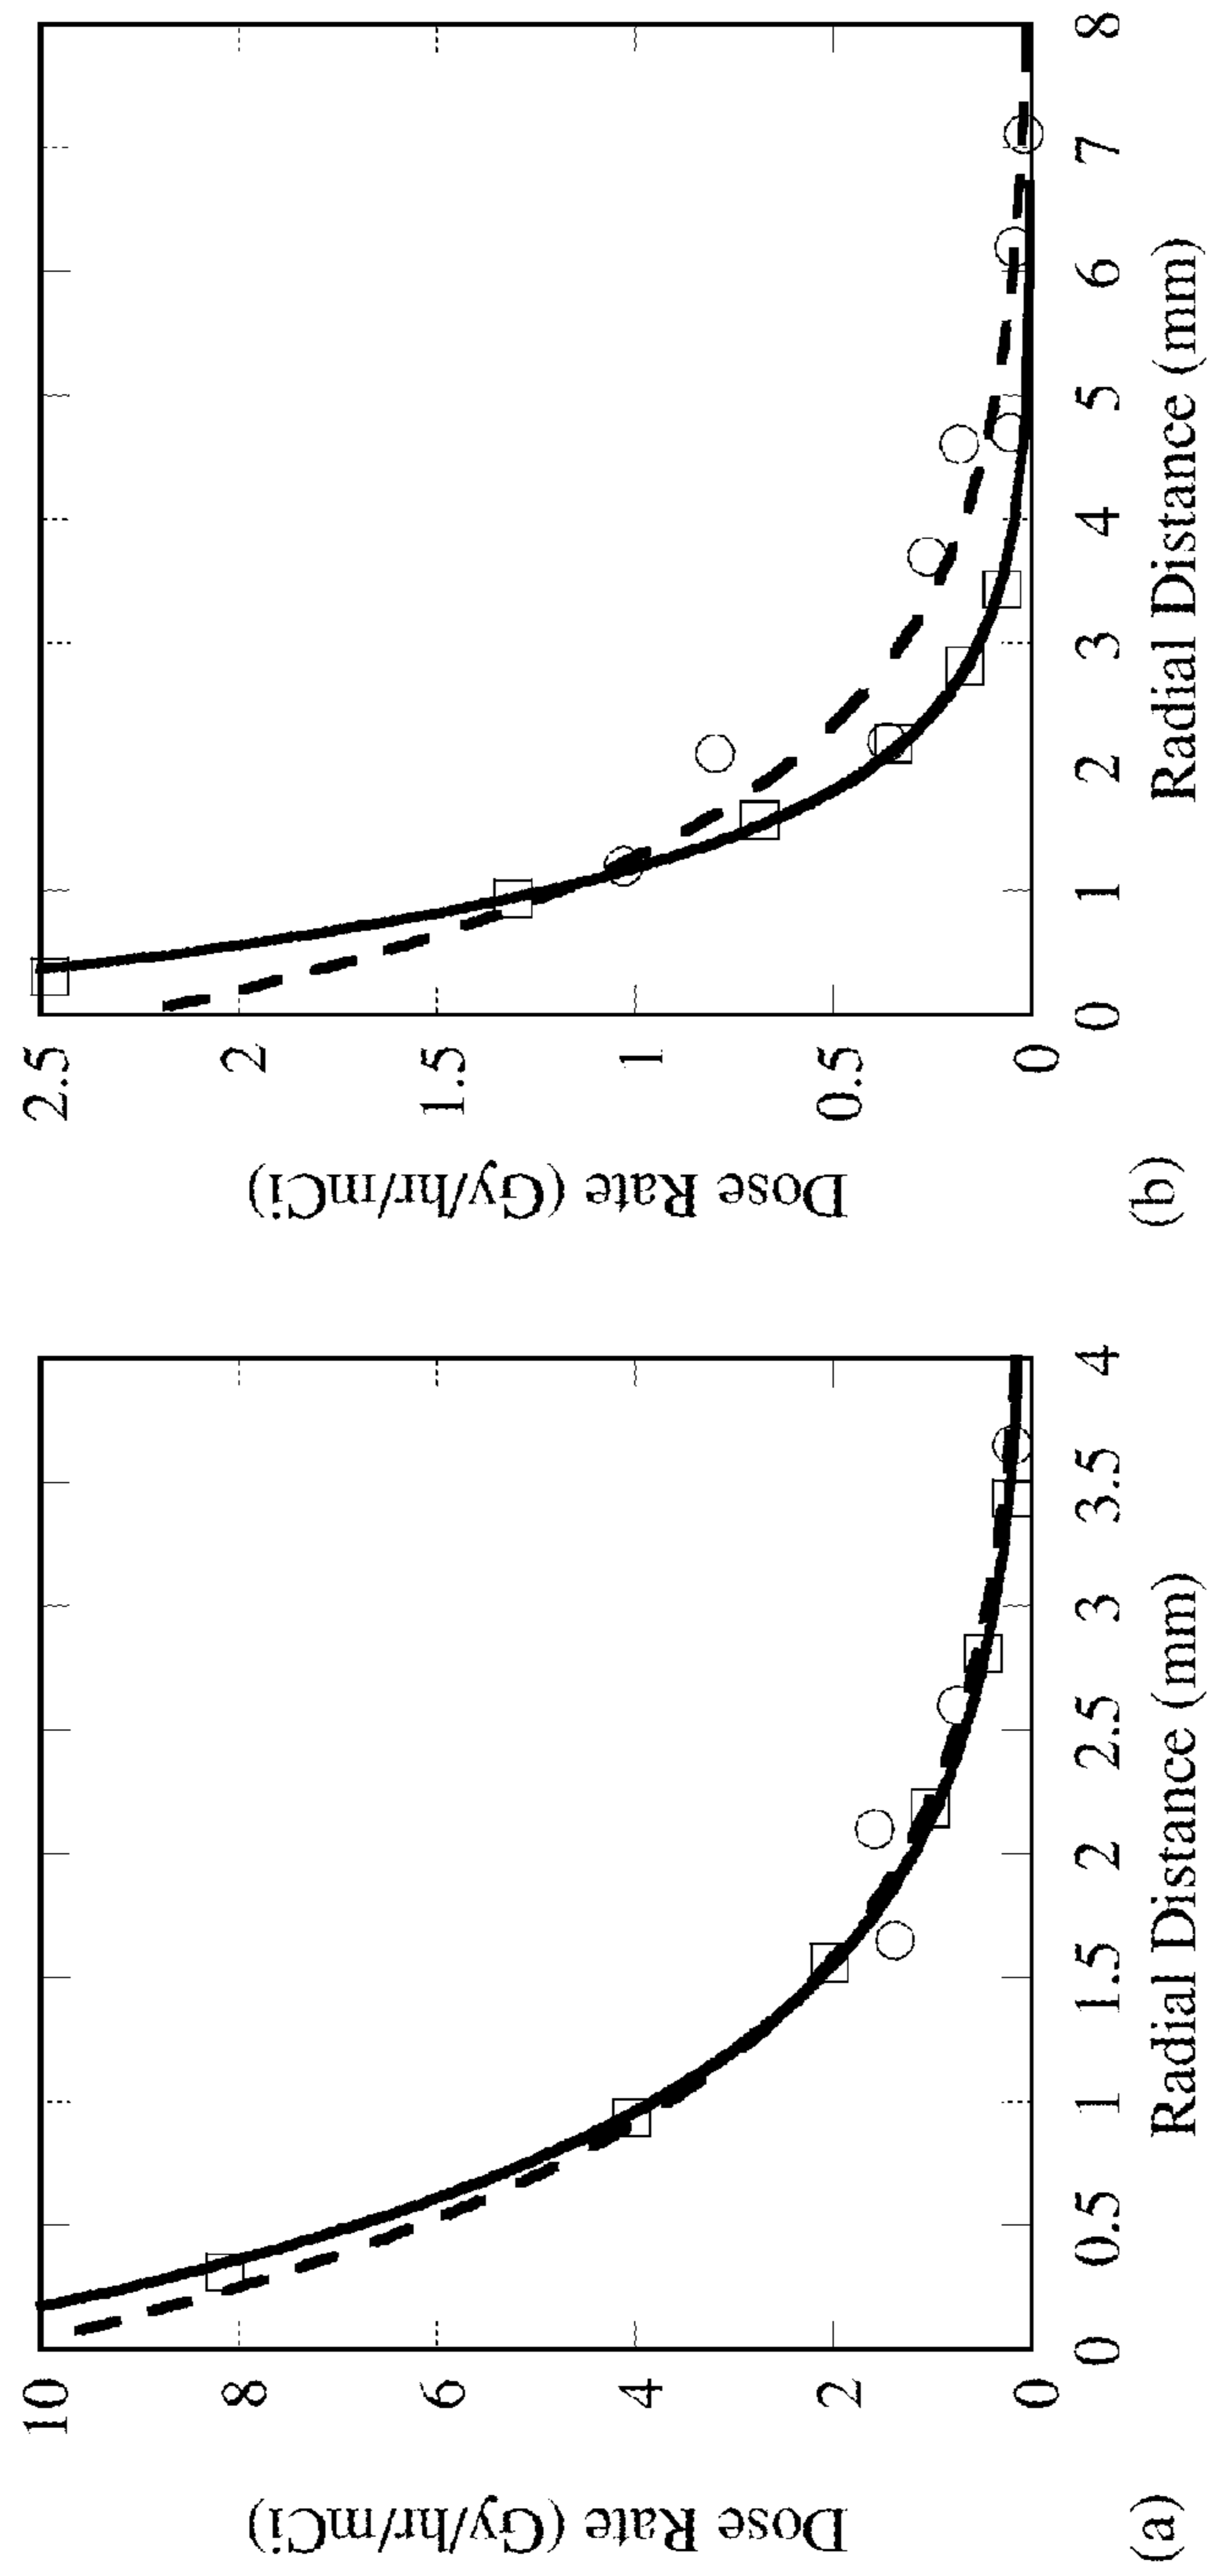 10
8
6
4
2
0
Dose Rate (Gy/hr/mCi)
0 0.5 1 1.5 2 2.5 3 3.5 4
Radial Distance (mm)
(a)
2.5
2
1.5
1
0.5
0
Dose Rate (Gy/hr/mCi)
0 1 2 3 4 5 6 7 8
Radial Distance (mm)
(b)